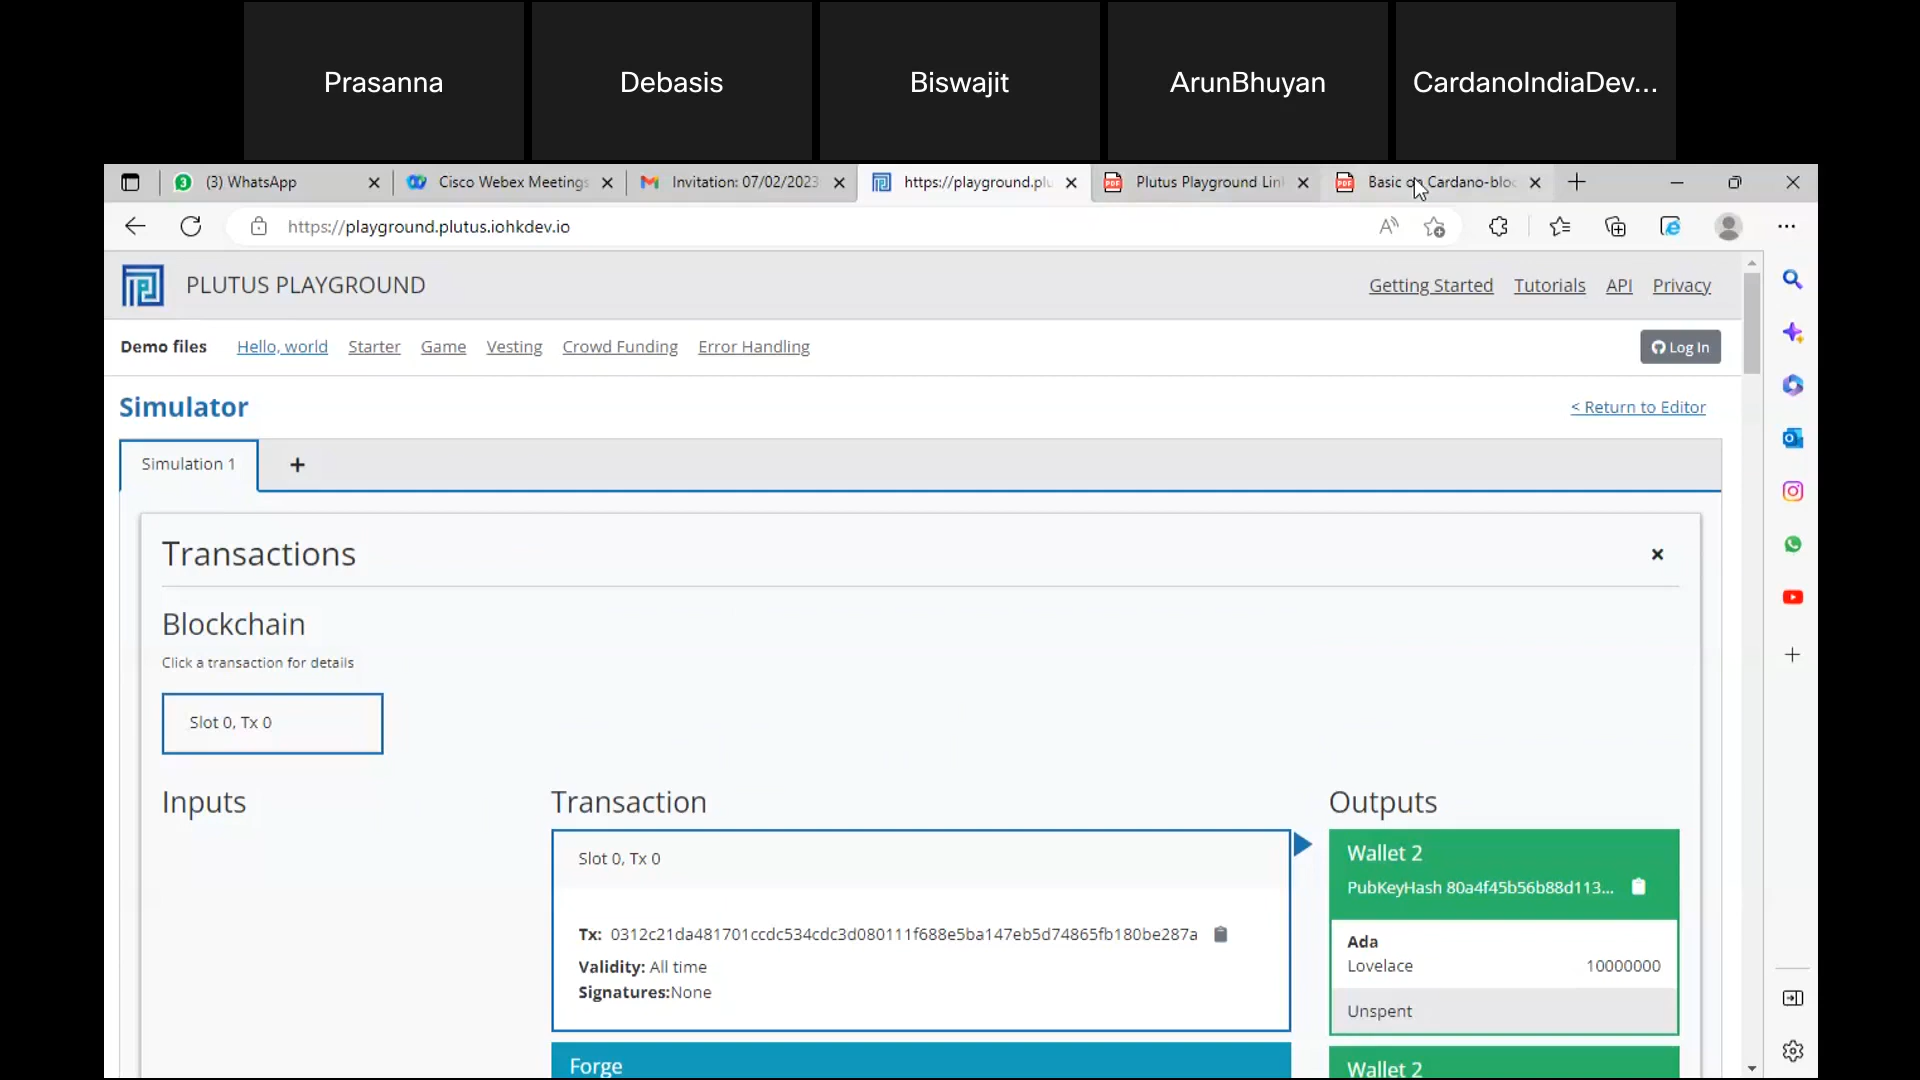 Prasanna
Debasis
Biswajit
ArunBhuyan
CardanoIndiaDev...
3
(3) WhatsApp
Cisco Webex Meetings
Invitation: 07/02/2023
https://playground.plu
Plutus Playground Lin
Basic on Cardano-bloc
https://playground.plutus.iohkdev.io
PLUTUS PLAYGROUND
Getting Started
Tutorials
API
Privacy
Demo files
Hello, world
Starter
Game
Vesting
Crowd Funding
Error Handling
Log In
Simulator
< Return to Editor
Simulation 1
+
Transactions
Blockchain
Click a transaction for details
Slot 0, Tx 0
Inputs
Transaction
Outputs
Slot 0, Tx 0
Tx: 0312c21da481701ccdc534cdc3d080111f688e5ba147eb5d74865fb180be287a
Validity: All time
Signatures:None
Forge
Wallet 2
PubKeyHash 80a4f45b56b88d113...
Ada
Lovelace 10000000
Unspent
Wallet 2